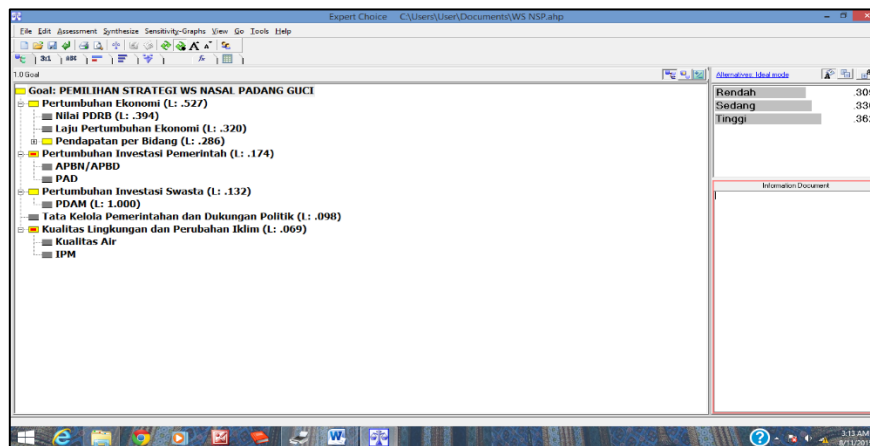 Expert Choice C:\Users\User\Documents\WS NSP.ahp
File Edit Assessment Synthesize Sensitivity-Graphs View Go Tools Help
3:1 ABC
1.0 Goal
Alternatives: Ideal mode
Goal: PEMILIHAN STRATEGI WS NASAL PADANG GUCI
Pertumbuhan Ekonomi (L: .527)
Nilai PDRB (L: .394)
Laju Pertumbuhan Ekonomi (L: .320)
Pendapatan per Bidang (L: .286)
Pertumbuhan Investasi Pemerintah (L: .174)
APBN/APBD
PAD
Pertumbuhan Investasi Swasta (L: .132)
PDAM (L: 1.000)
Tata Kelola Pemerintahan dan Dukungan Politik (L: .098)
Kualitas Lingkungan dan Perubahan Iklim (L: .069)
Kualitas Air
IPM
Rendah
Sedang
Tinggi
Information Document
3:13 AM